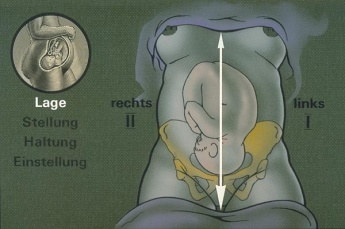 Lage
Stellung
Haltung
Einstellung
rechts
II
links
I